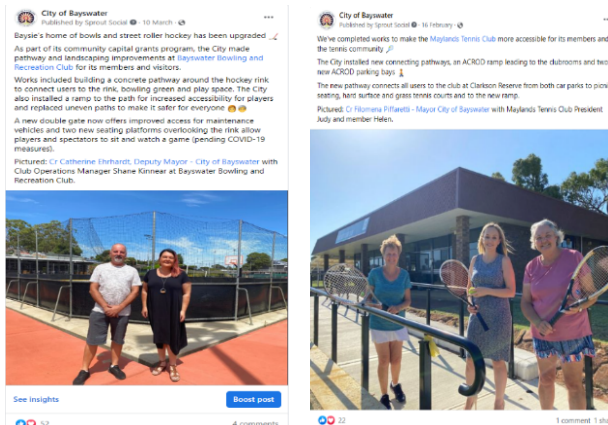 City of Bayswater
Published by Sprout Social · 10 March ·
Baysie's home of bowls and street roller hockey has been upgraded
As part of its community capital grants program, the City made
pathway and landscaping improvements at Bayswater Bowling and
Recreation Club for its members and visitors.
Works included building a concrete pathway around the hockey rink
to connect users to the rink, bowling green and play space. The City
also installed a ramp to the path for increased accessibility for players
and replaced uneven paths to make it safer for everyone
A new double gate now offers improved access for maintenance
vehicles and two new seating platforms overlooking the rink allow
players and spectators to sit and watch a game (pending COVID-19
measures).
Pictured: Cr Catherine Ehrhardt, Deputy Mayor - City of Bayswater with
Club Operations Manager Shane Kinnear at Bayswater Bowling and
Recreation Club.
See insights
Boost post
52
4 comments
City of Bayswater
Published by Sprout Social · 16 February ·
We've completed works to make the Maylands Tennis Club more accessible for its members and
the tennis community
The City installed new connecting pathways, an ACROD ramp leading to the clubrooms and two
new ACROD parking bays
The new pathway connects all users to the club at Clarkson Reserve from both car parks to picni
seating, hard surface and grass tennis courts and to the new ramp.
Pictured: Cr Filomena Piffaretti - Mayor City of Bayswater with Maylands Tennis Club President
Judy and member Helen.
22
1 comment 1 sha